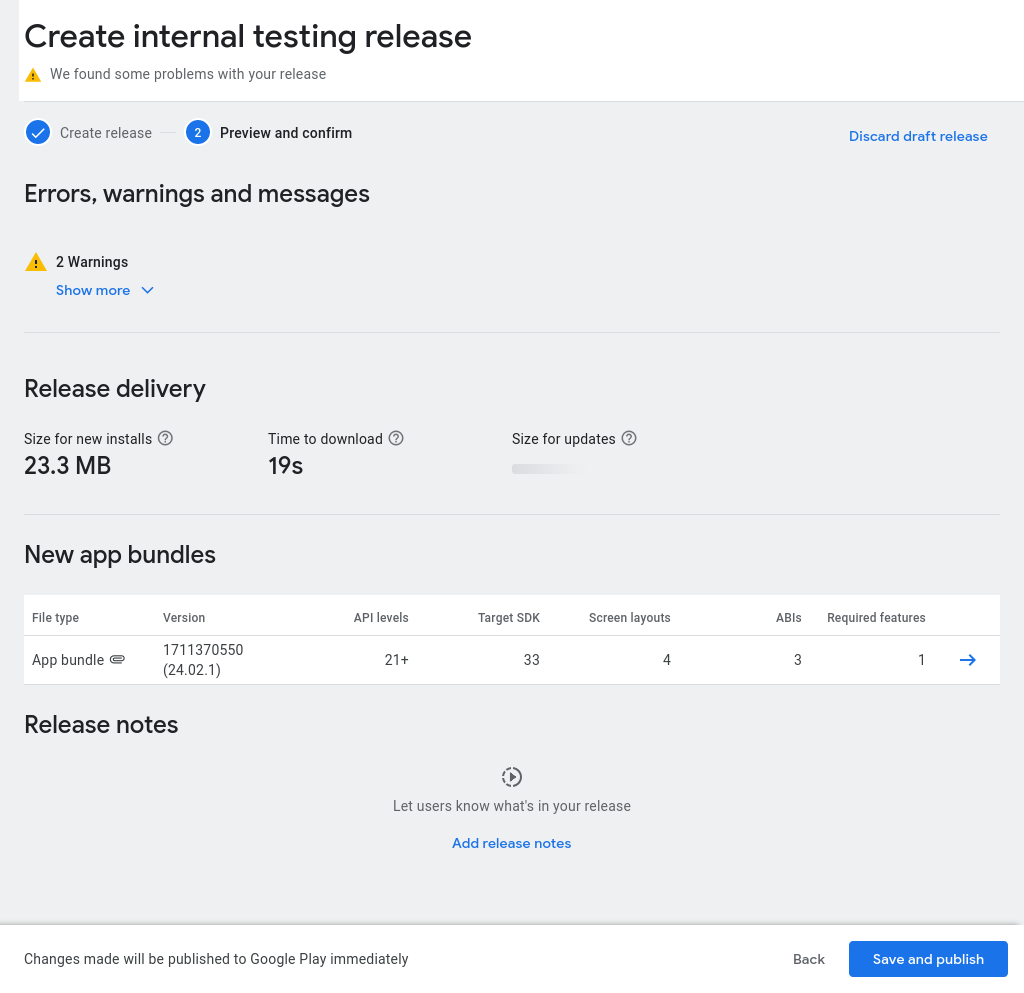 Create internal testing release
We found some problems with your release
Create release
2
Preview and confirm
Discard draft release
Errors, warnings and messages
2 Warnings
Show more
Release delivery
Size for new installs
Time to download
Size for updates
23.3 MB
19s
New app bundles
File type Version API levels Target SDK Screen layouts ABIs Required features
App bundle 1711370550 21+ 33 4 3 1
(24.02.1)
Release notes
Let users know what's in your release
Add release notes
Changes made will be published to Google Play immediately
Back
Save and publish